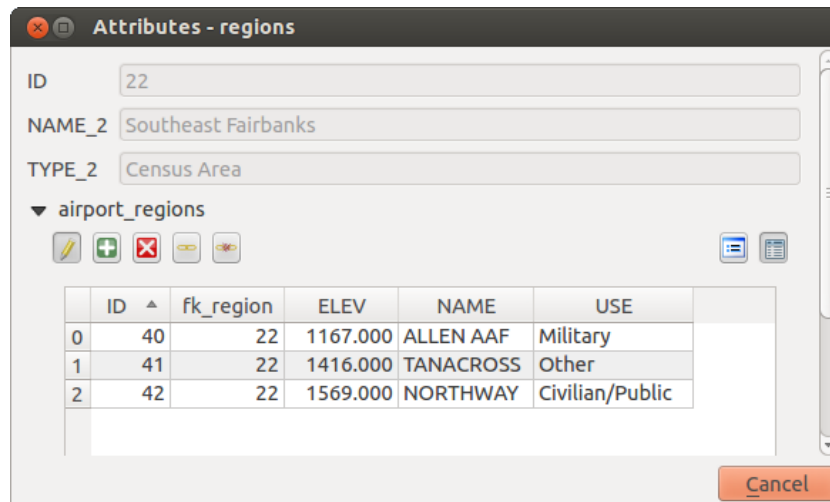 Attributes - regions
ID 22
NAME_2 Southeast Fairbanks
TYPE_2 Census Area
airport_regions
ID fk_region ELEV NAME USE
0 40 22 1167.000 ALLEN AAF Military
1 41 22 1416.000 TANACROSS Other
2 42 22 1569.000 NORTHWAY Civilian/Public
Cancel